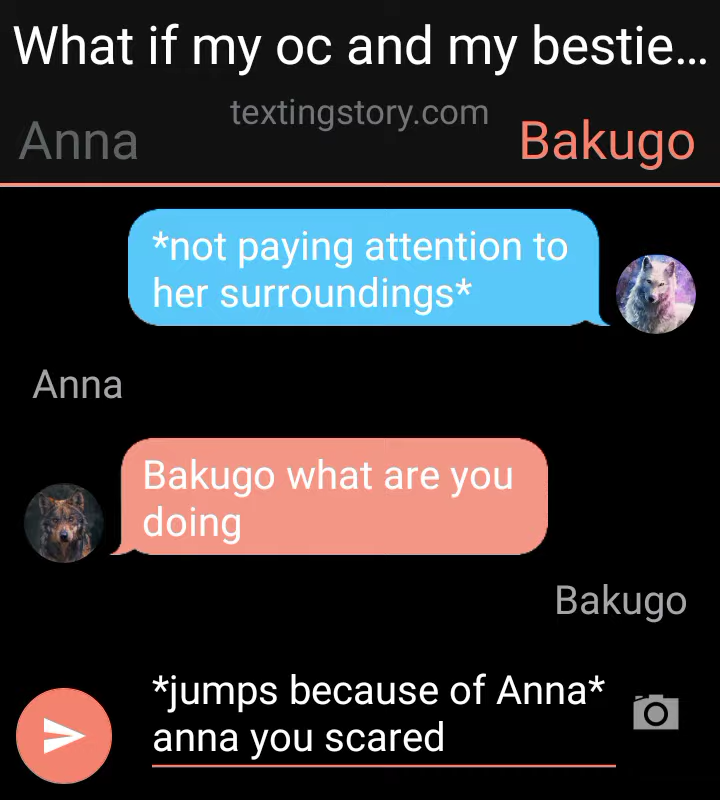 What if my oc and my bestie...
textingstory.com
Anna
Bakugo
*not paying attention to
her surroundings*
Anna
Bakugo what are you
doing
Bakugo
*jumps because of Anna*
anna you scared